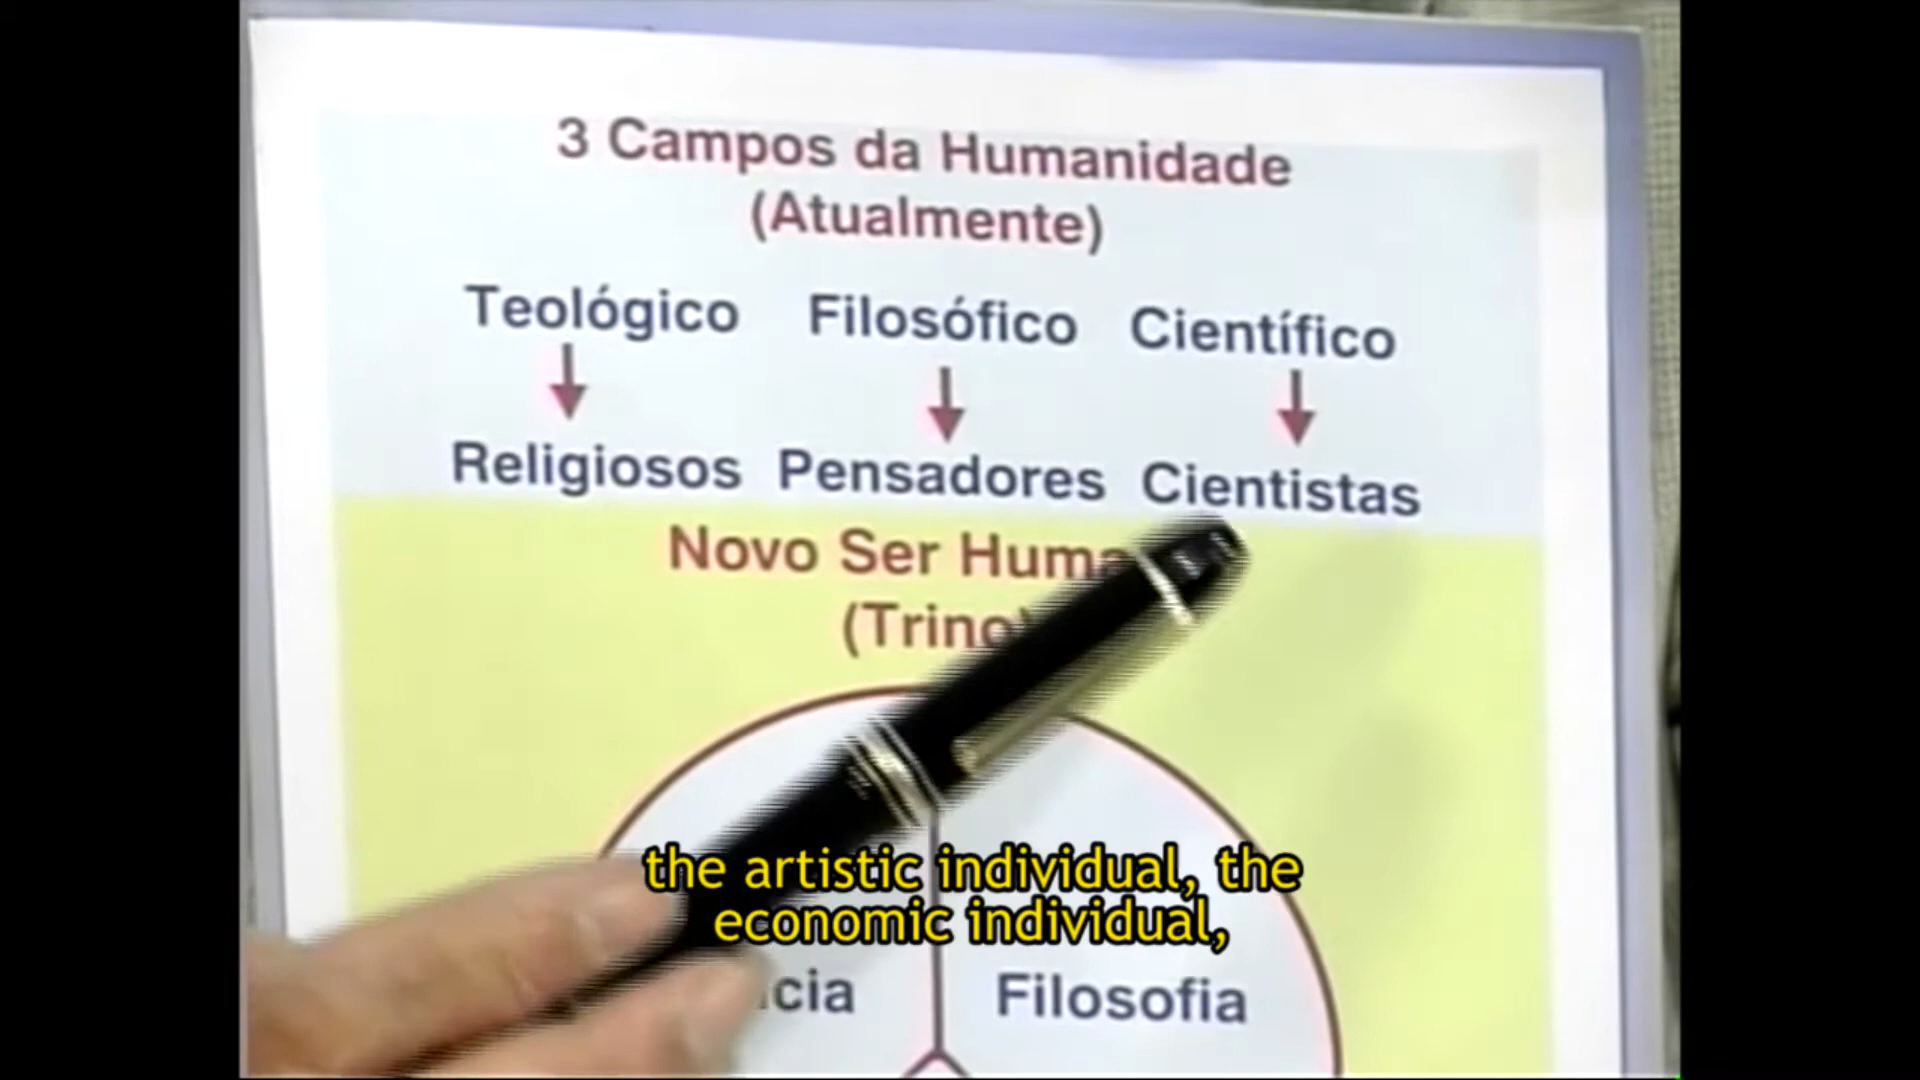 3 Campos da Humanidade
(Atualmente)
Teológico Filosófico Científico
Religiosos Pensadores Cientistas
Novo Ser Huma
(Trino)
the artistic individual, the
economic individual,
cia Filosofia